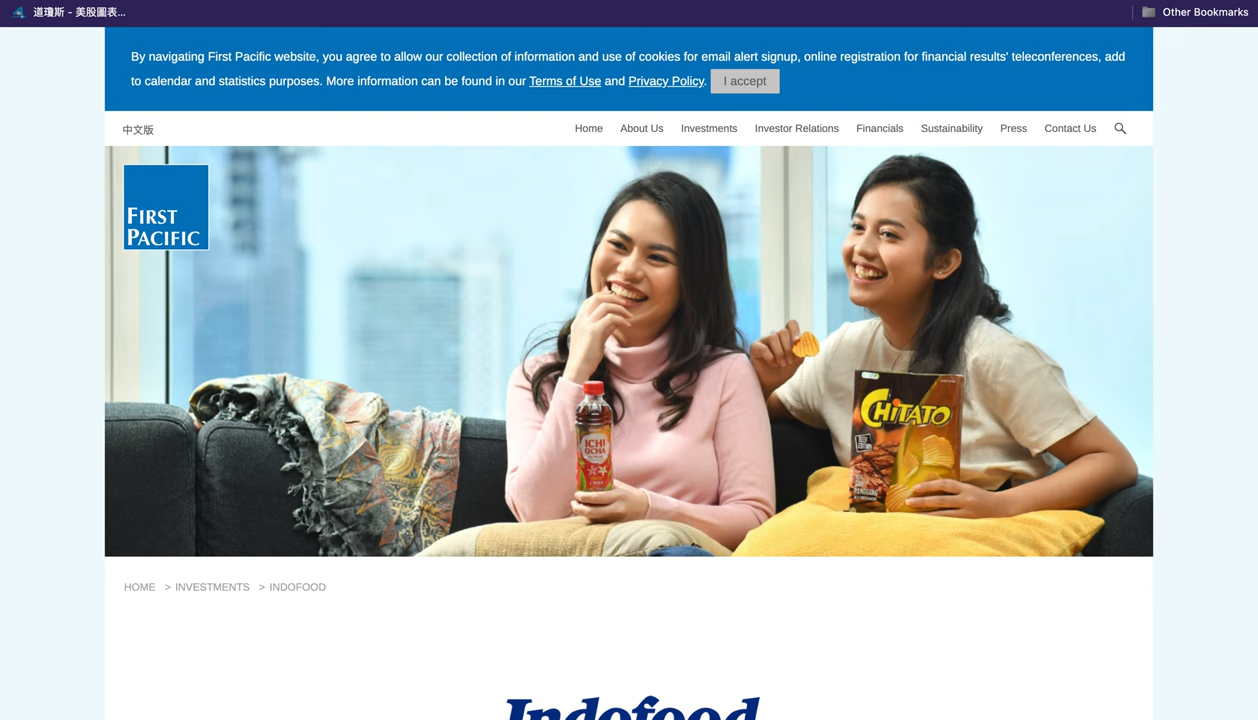 道瓊斯 - 美股圖表...
Other Bookmarks
By navigating First Pacific website, you agree to allow our collection of information and use of cookies for email alert signup, online registration for financial results' teleconferences, add
to calendar and statistics purposes. More information can be found in our Terms of Use and Privacy Policy. I accept
中文版
Home About Us Investments Investor Relations Financials Sustainability Press Contact Us
FIRST
PACIFIC
ICHI
OCHA
CHITATO
HOME > INVESTMENTS > INDOFOOD
Indofood